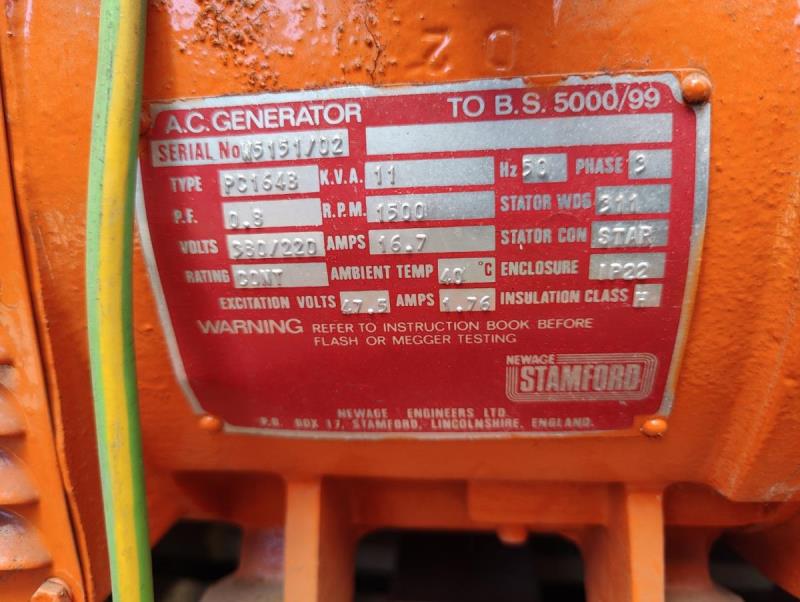 D2
A.C. GENERATOR TO B.S. 5000/99
SERIAL No W5151/02
TYPE PC164B K.V.A. 11 Hz 50 PHASE 3
P.F. 0.8 R.P.M. 1500 STATOR WDG 311
VOLTS 380/220 AMPS 16.7 STATOR CON STAR
RATING CONT AMBIENT TEMP 40 °C ENCLOSURE IP22
EXCITATION VOLTS 47.5 AMPS 1.76 INSULATION CLASS H
WARNING REFER TO INSTRUCTION BOOK BEFORE
FLASH OR MEGGER TESTING
NEWAGE
STAMFORD
NEWAGE ENGINEERS LTD.
P.O. BOX 17, STAMFORD, LINCOLNSHIRE, ENGLAND.